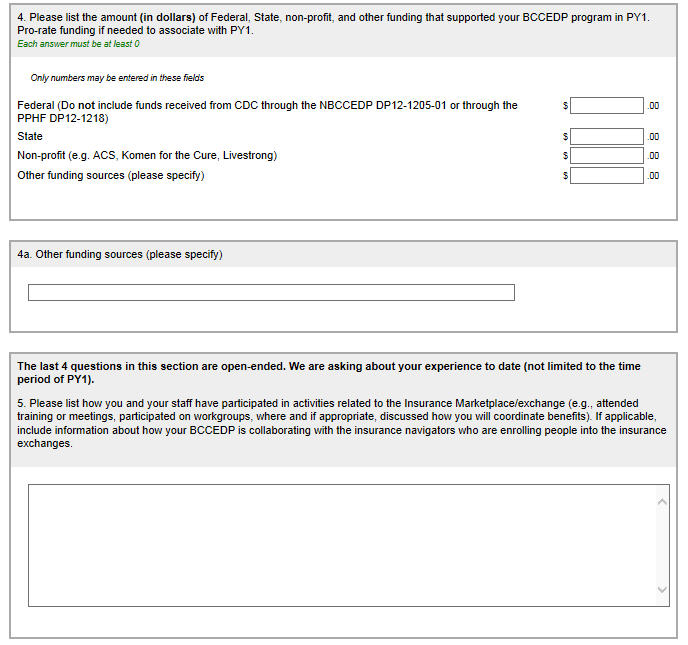 4. Please list the amount (in dollars) of Federal, State, non-profit, and other funding that supported your BCCEDP program in PY1.
Pro-rate funding if needed to associate with PY1.
Each answer must be at least 0
Only numbers may be entered in these fields
Federal (Do not include funds received from CDC through the NBCCEDP DP12-1205-01 or through the $ .00
PPHF DP12-1218)
State $ .00
Non-profit (e.g. ACS, Komen for the Cure, Livestrong) $ .00
Other funding sources (please specify) $ .00
4a. Other funding sources (please specify)
The last 4 questions in this section are open-ended. We are asking about your experience to date (not limited to the time
period of PY1).
5. Please list how you and your staff have participated in activities related to the Insurance Marketplace/exchange (e.g., attended
training or meetings, participated on workgroups, where and if appropriate, discussed how you will coordinate benefits). If applicable,
include information about how your BCCEDP is collaborating with the insurance navigators who are enrolling people into the insurance
exchanges.